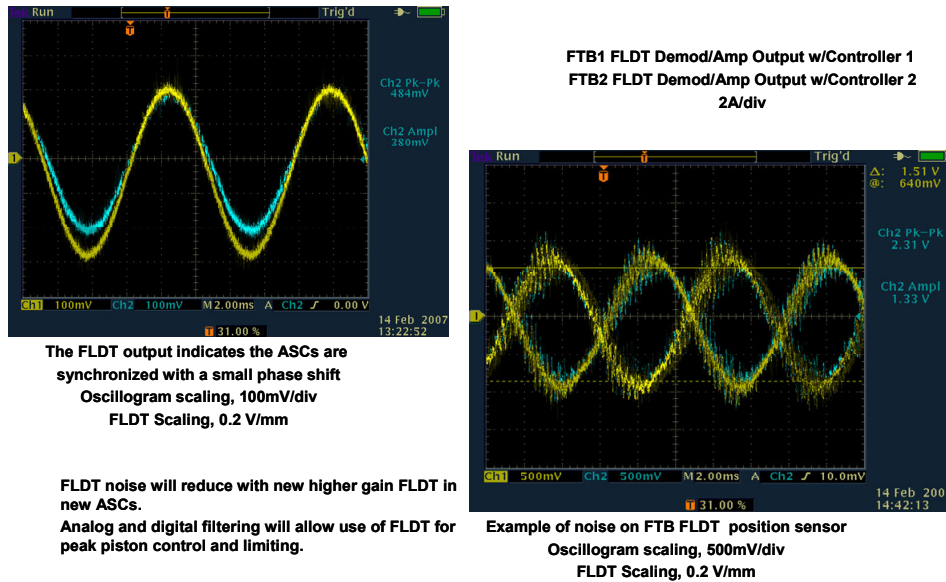 Run
Trig'd
Ch2 Pk–Pk
484mV
Ch2 Ampl
380mV
Ch1 100mV Ch2 100mV M 2.00ms A Ch2 ∫ 0.00 V
14 Feb 2007
13:22:52
T 31.00 %
The FLDT output indicates the ASCs are
synchronized with a small phase shift
Oscillogram scaling, 100mV/div
FLDT Scaling, 0.2 V/mm
FLDT noise will reduce with new higher gain FLDT in
new ASCs.
Analog and digital filtering will allow use of FLDT for
peak piston control and limiting.
FTB1 FLDT Demod/Amp Output w/Controller 1
FTB2 FLDT Demod/Amp Output w/Controller 2
2A/div
Run
Trig'd
Δ: 1.51 V
@: 640mV
Ch2 Pk–Pk
2.31 V
Ch2 Ampl
1.33 V
Ch1 500mV Ch2 500mV M 2.00ms A Ch2 ∫ 10.0mV
14 Feb 200
14:42:13
T 31.00 %
Example of noise on FTB FLDT position sensor
Oscillogram scaling, 500mV/div
FLDT Scaling, 0.2 V/mm